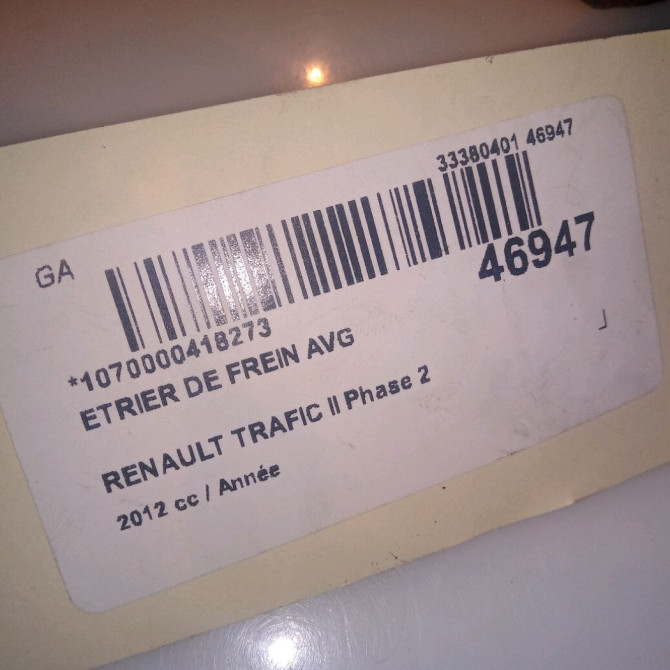 33380401 46947
GA
46947
*1070000418273
ETRIER DE FREIN AVG
RENAULT TRAFIC II Phase 2
2012 cc / Année